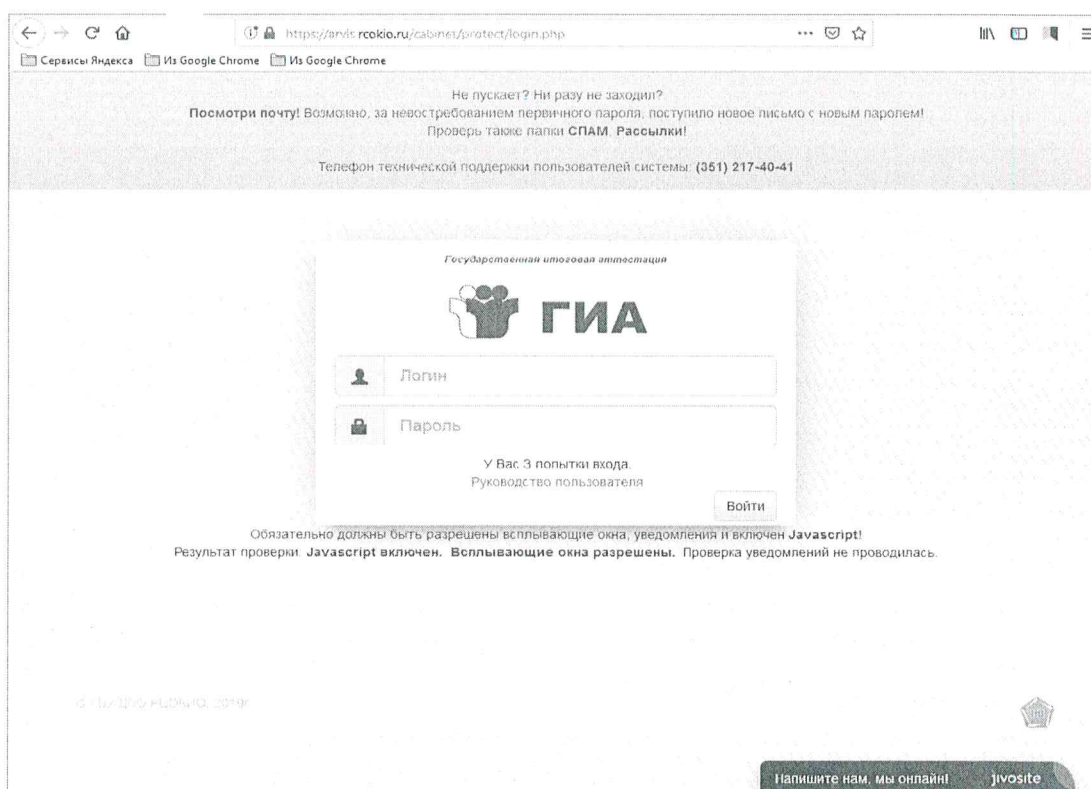 https://arvis.rcokio.ru/cabinet/protect/login.php
Сервисы Яндекса Из Google Chrome Из Google Chrome
Не пускает? Ни разу не заходил?
Посмотри почту! Возможно, за невостребованием первичного пароля, поступило новое письмо с новым паролем!
Проверь также папки СПАМ, Рассылки!
Телефон технической поддержки пользователей системы: (351) 217-40-41
Государственная итоговая аттестация
ГИА
Логин
Пароль
У Вас 3 попытки входа.
Руководство пользователя
Войти
Обязательно должны быть разрешены всплывающие окна, уведомления и включен Javascript!
Результат проверки: Javascript включен. Всплывающие окна разрешены. Проверка уведомлений не проводилась.
Напишите нам, мы онлайн! jivosite